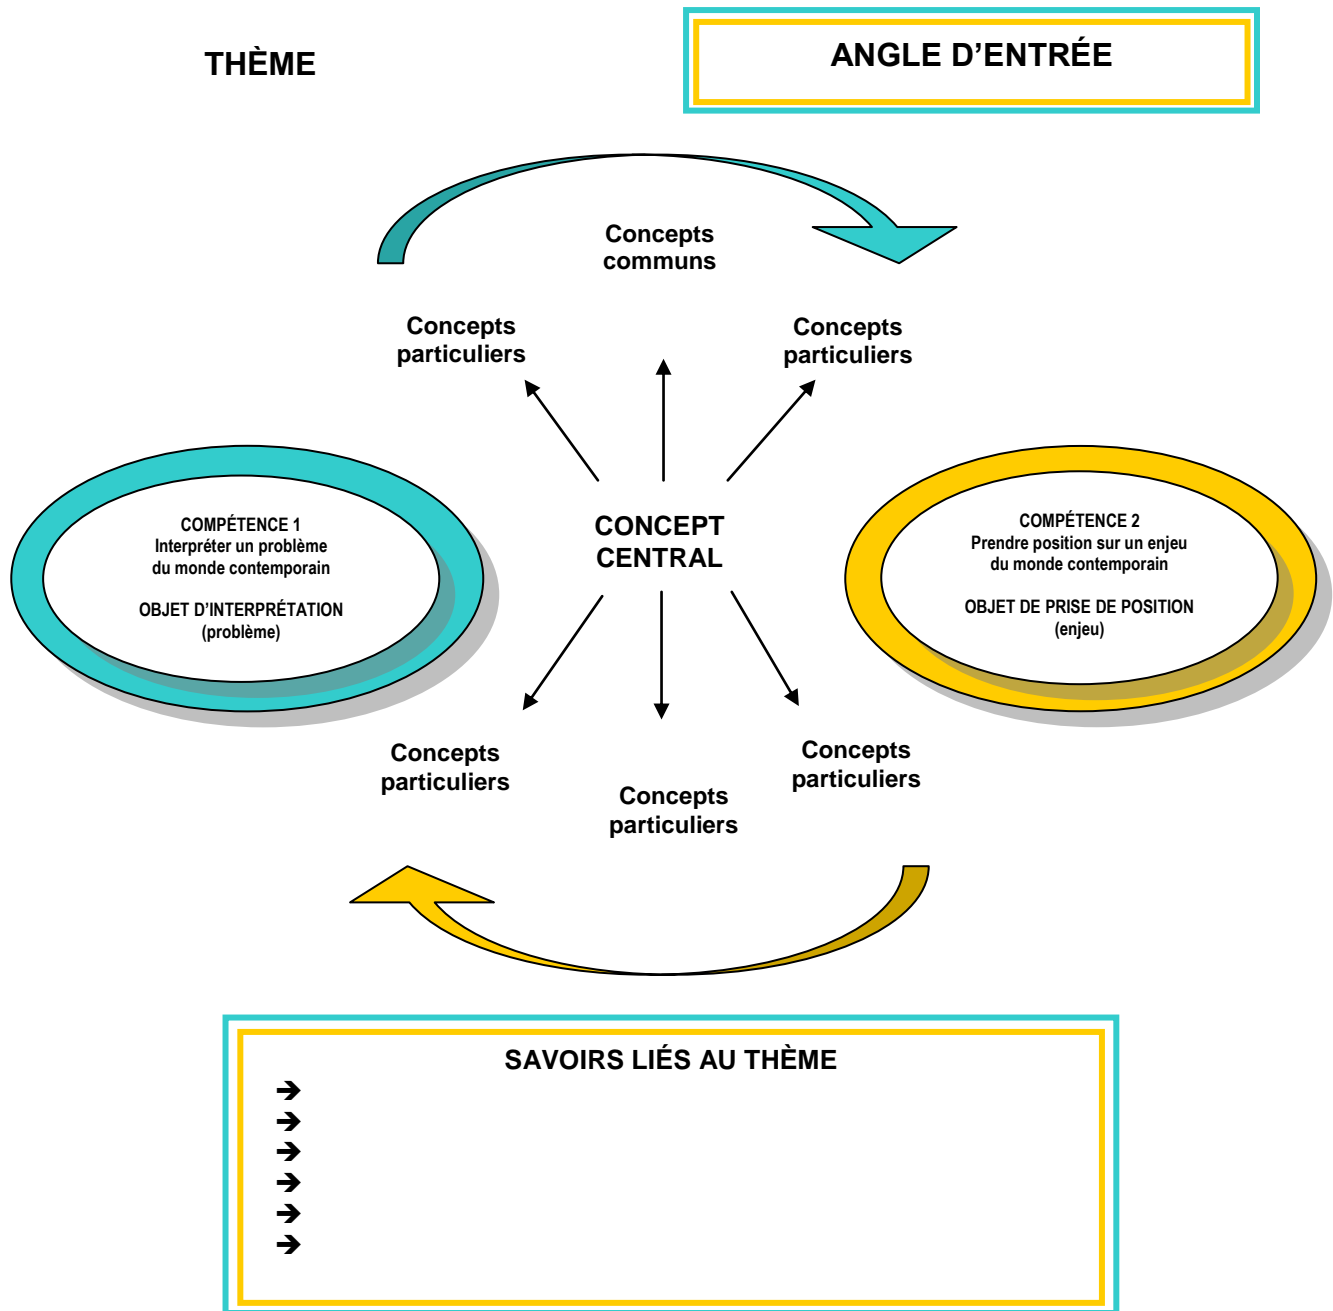 THÈME
ANGLE D'ENTRÉE
Concepts
communs
Concepts
particuliers
Concepts
particuliers
COMPÉTENCE 1
Interpréter un problème
du monde contemporain
OBJET D'INTERPRÉTATION
(problème)
CONCEPT
CENTRAL
COMPÉTENCE 2
Prendre position sur un enjeu
du monde contemporain
OBJET DE PRISE DE POSITION
(enjeu)
Concepts
particuliers
Concepts
particuliers
Concepts
particuliers
SAVOIRS LIÉS AU THÈME
➔
➔
➔
➔
➔
➔